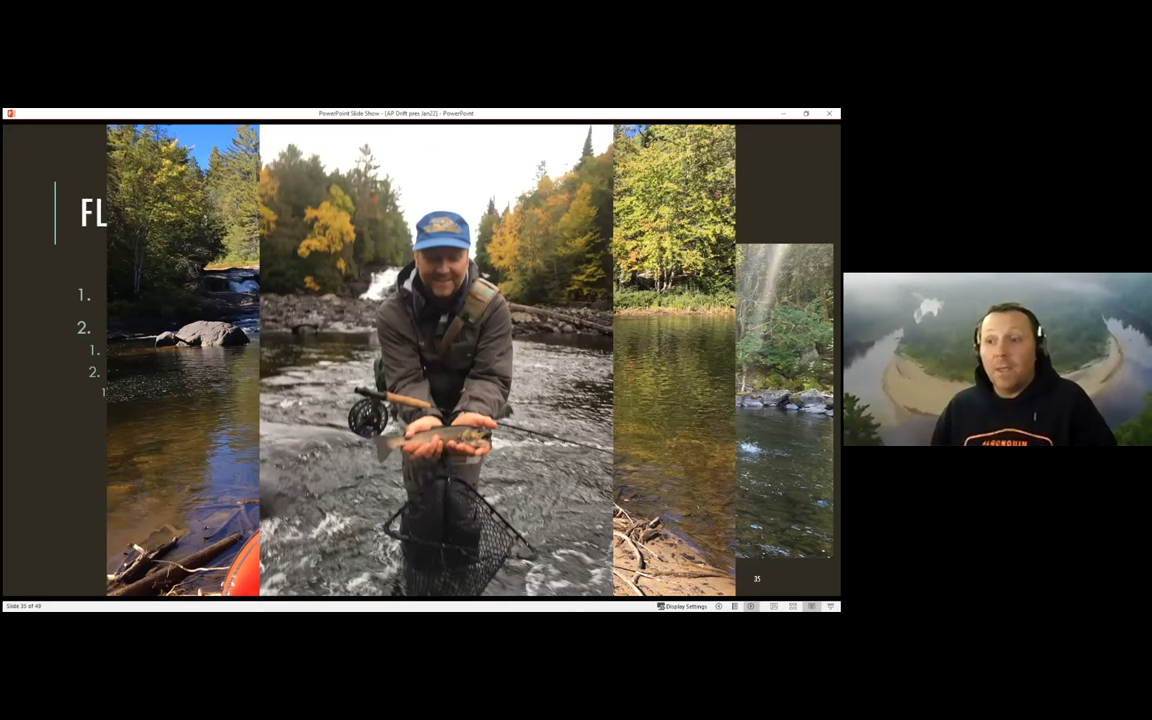 PowerPoint Slide Show - [AP Drift pres Jan22] - PowerPoint
FL
1.
2.
1.
2.
1
35
Slide 35 of 49
Display Settings
ALGONQUIN